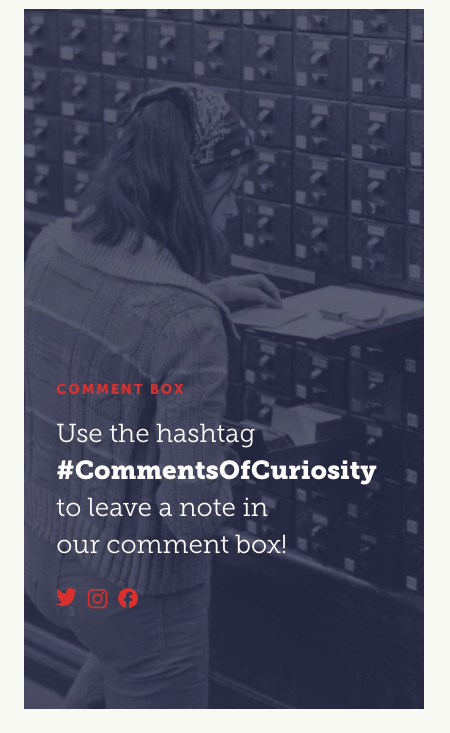 COMMENT BOX
Use the hashtag
#CommentsOfCuriosity
to leave a note in
our comment box!